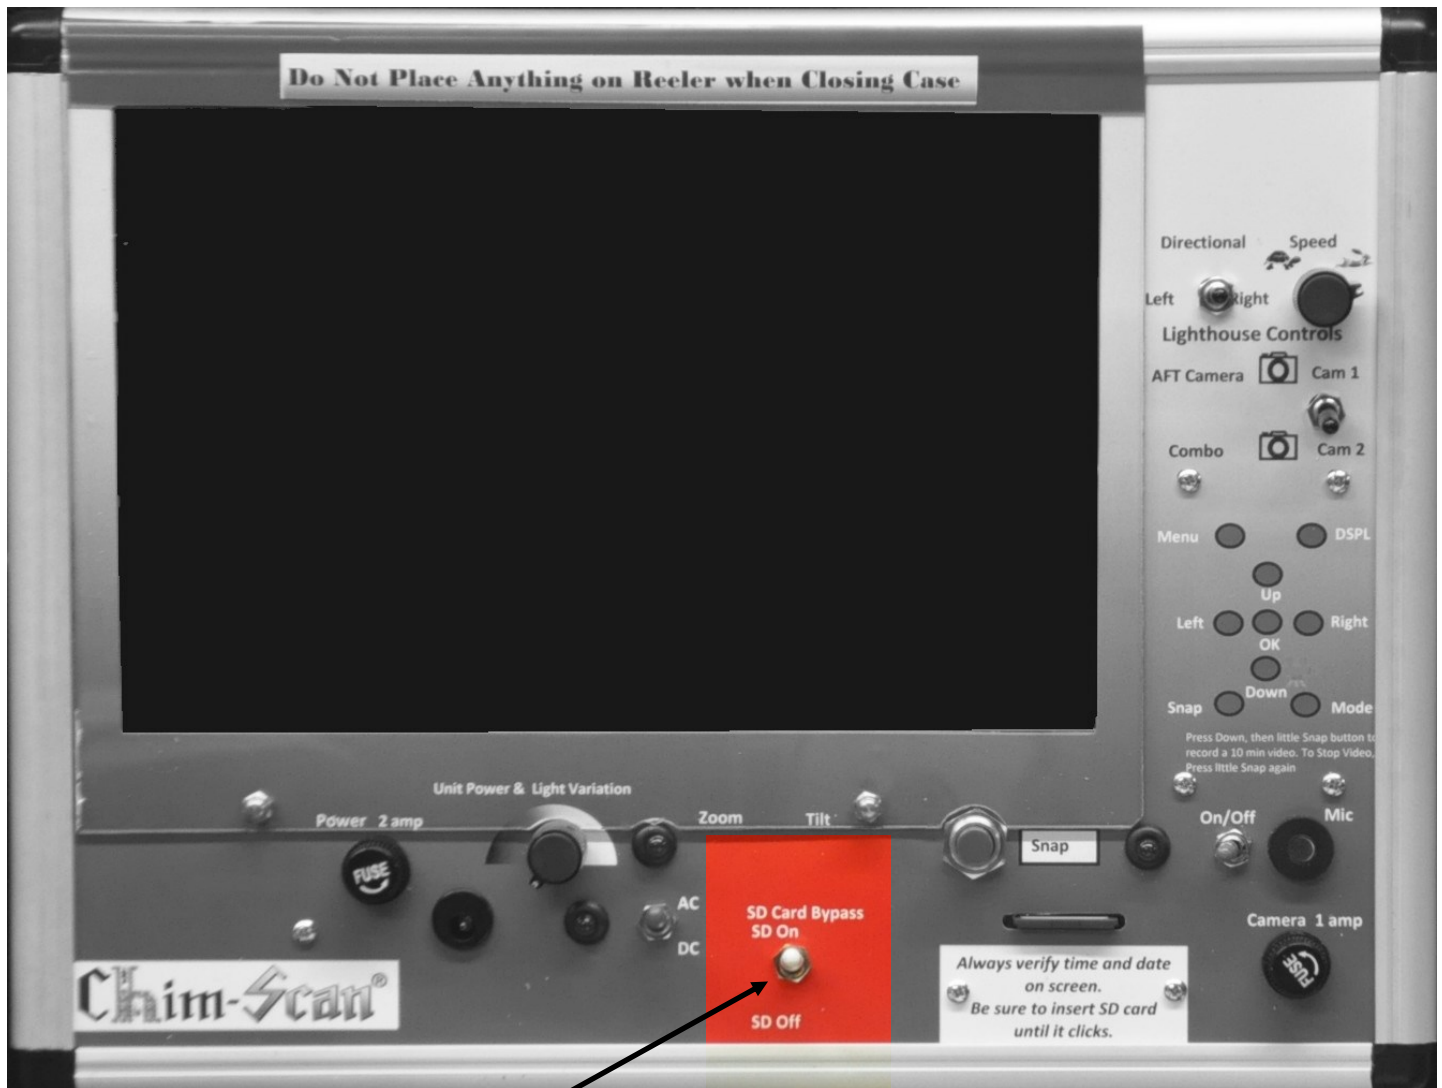 Do Not Place Anything on Reeler when Closing Case
Directional Speed
Left Right
Lighthouse Controls
AFT Camera Cam 1
Combo Cam 2
Menu DSPL
Up
Left Right
OK
Down
Snap Mode
Press Down, then little Snap button to
record a 10 min video. To Stop Video,
Press little Snap again
Unit Power & Light Variation
Power 2 amp
Zoom Tilt
Snap
On/Off Mic
FUSE
AC
DC
SD Card Bypass
SD On
SD Off
Camera 1 amp
FUSE
Always verify time and date
on screen.
Be sure to insert SD card
until it clicks.
Chim-Scan®